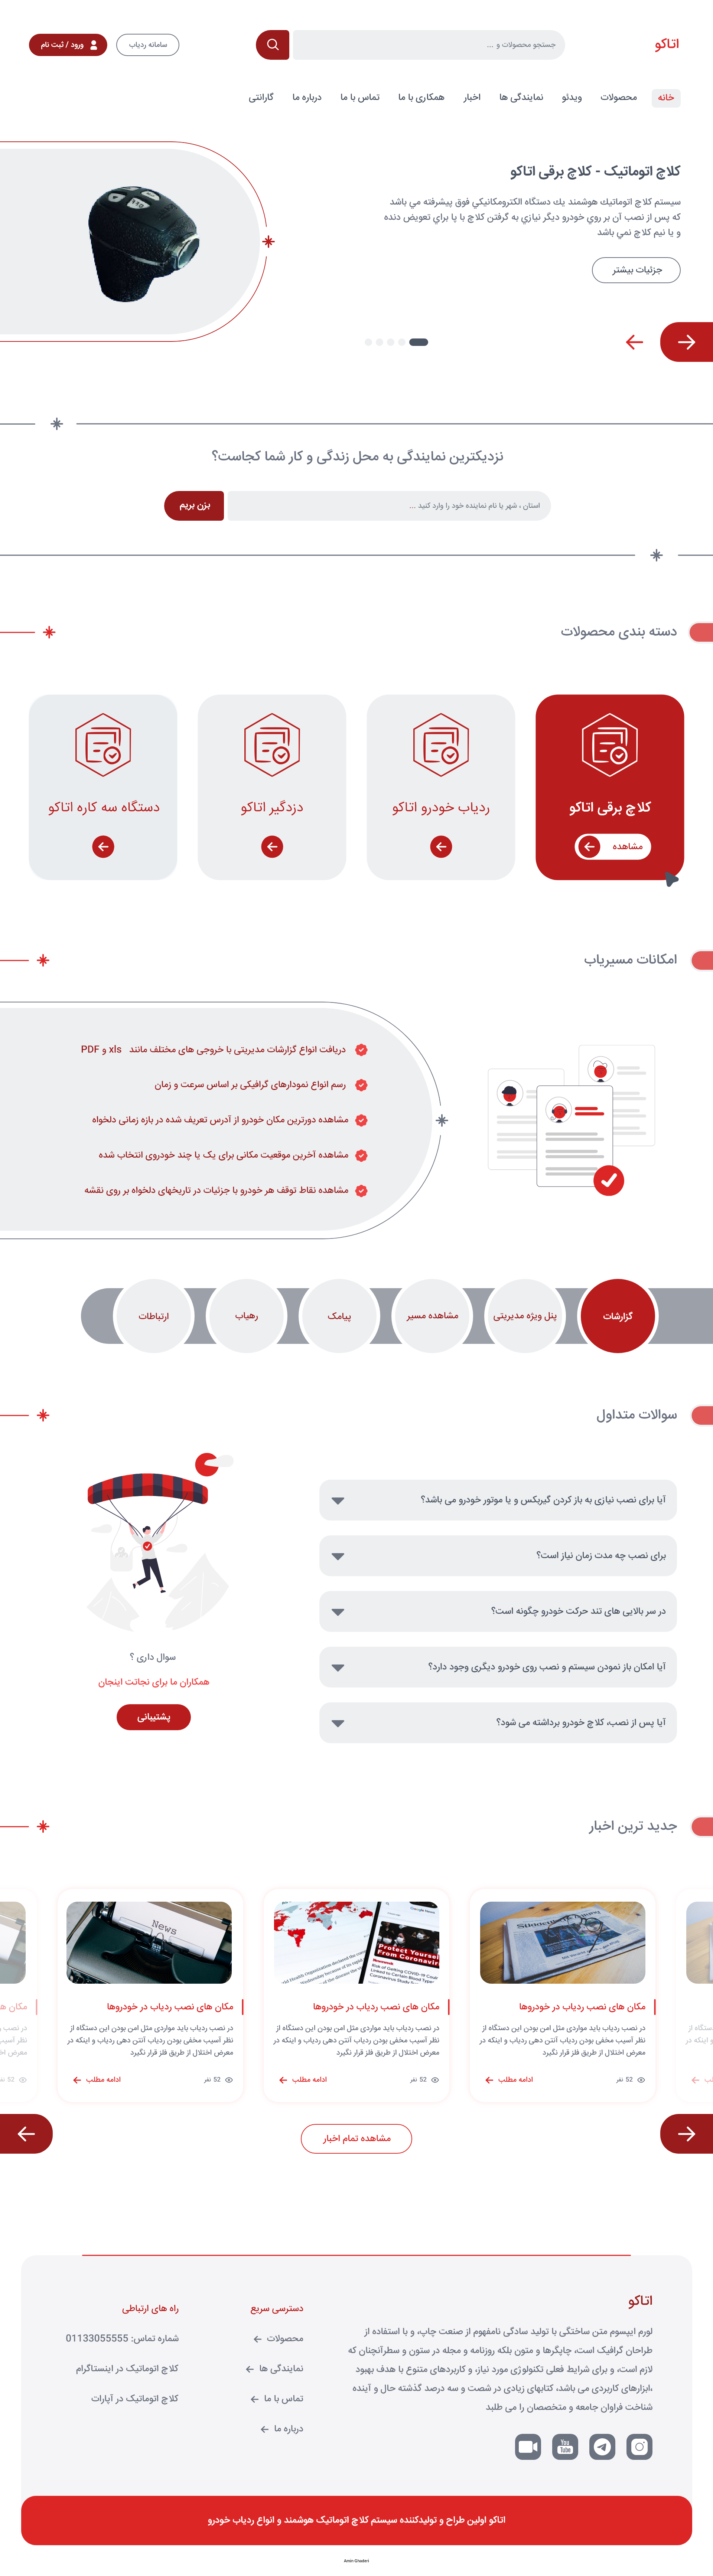 اتاکو
جستجو محصولات و ...
سامانه ردیاب
ورود / ثبت نام
خانه
محصولات
ویدئو
نمایندگی ها
اخبار
همکاری با ما
تماس با ما
درباره ما
گارانتی
کلاچ اتوماتیک - کلاچ برقی اتاکو
سیستم کلاچ اتوماتیك هوشمند یك دستگاه الکترومکانیکي فوق پیشرفته مي باشد
که پس از نصب آن بر روي خودرو دیگر نیازي به گرفتن کلاچ با پا براي تعویض دنده
و یا نیم کلاچ نمي باشد
جزئیات بیشتر
نزدیکترین نمایندگی به محل زندگی و کار شما کجاست؟
استان ، شهر یا نام نماینده خود را وارد کنید ...
بزن بریم
دسته بندی محصولات
کلاچ برقی اتاکو
ردیاب خودرو اتاکو
دزدگیر اتاکو
دستگاه سه کاره اتاکو
مشاهده
امکانات مسیریاب
دریافت انواع گزارشات مدیریتی با خروجی های مختلف مانند xls و PDF
رسم انواع نمودارهای گرافیکی بر اساس سرعت و زمان
مشاهده دورترین مکان خودرو از آدرس تعریف شده در بازه زمانی دلخواه
مشاهده آخرین موقعیت مکانی برای یک یا چند خودروی انتخاب شده
مشاهده نقاط توقف هر خودرو با جزئیات در تاریخهای دلخواه بر روی نقشه
گزارشات
پنل ویژه مدیریتی
مشاهده مسیر
پیامک
رهیاب
ارتباطات
سوالات متداول
آیا برای نصب نیازی به باز کردن گیربکس و یا موتور خودرو می باشد؟
برای نصب چه مدت زمان نیاز است؟
در سر بالایی های تند حرکت خودرو چگونه است؟
آیا امکان باز نمودن سیستم و نصب روی خودرو دیگری وجود دارد؟
آیا پس از نصب، کلاچ خودرو برداشته می شود؟
سوال داری ؟
همکاران ما برای نجاتت اینجان
پشتیبانی
جدید ترین اخبار
News
Protect Yourself
From Coronavirus
مکان های نصب ردیاب در خودروها
در نصب ردیاب باید مواردی مثل امن بودن این دستگاه از
نظر آسیب مخفی بودن ردیاب آنتن دهی ردیاب و اینکه در
معرض اختلال از طریق فلز قرار نگیرد
52 نفر
ادامه مطلب
مکان های نصب ردیاب در خودروها
در نصب ردیاب باید مواردی مثل امن بودن این دستگاه از
نظر آسیب مخفی بودن ردیاب آنتن دهی ردیاب و اینکه در
معرض اختلال از طریق فلز قرار نگیرد
52 نفر
ادامه مطلب
مکان های نصب ردیاب در خودروها
در نصب ردیاب باید مواردی مثل امن بودن این دستگاه از
نظر آسیب مخفی بودن ردیاب آنتن دهی ردیاب و اینکه در
معرض اختلال از طریق فلز قرار نگیرد
52 نفر
ادامه مطلب
مشاهده تمام اخبار
اتاکو
لورم ایپسوم متن ساختگی با تولید سادگی نامفهوم از صنعت چاپ، و با استفاده از
طراحان گرافیک است، چاپگرها و متون بلکه روزنامه و مجله در ستون و سطرآنچنان که
لازم است، و برای شرایط فعلی تکنولوژی مورد نیاز، و کاربردهای متنوع با هدف بهبود
،ابزارهای کاربردی می باشد، کتابهای زیادی در شصت و سه درصد گذشته حال و آینده
شناخت فراوان جامعه و متخصصان را می طلبد
You
Tube
دسترسی سریع
محصولات
نمایندگی ها
تماس با ما
درباره ما
راه های ارتباطی
شماره تماس: 01133055555
کلاچ اتوماتیک در اینستاگرام
کلاچ اتوماتیک در آپارات
اتاکو اولین طراح و تولیدکننده سیستم کلاچ اتوماتیک هوشمند و انواع ردیاب خودرو
Amin Ghaderi